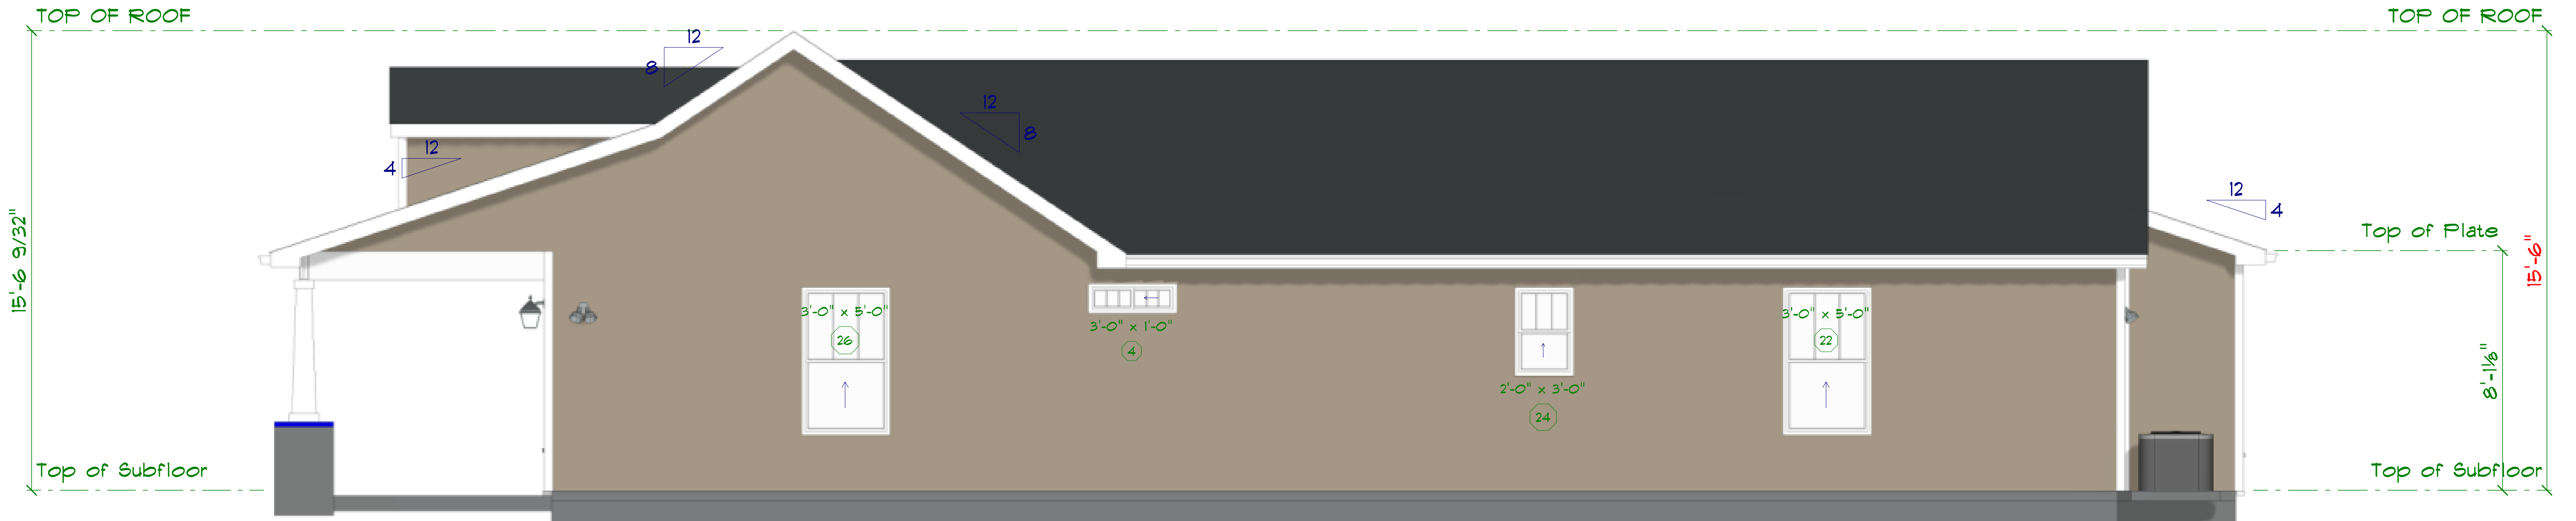 TOP OF ROOF
TOP OF ROOF
12
8
12
8
12
4
12
4
Top of Plate
15'-6 9/32"
15'-6"
8'-1⅛"
3'-0" x 5'-0"
26
3'-0" x 1'-0"
4
2'-0" x 3'-0"
24
3'-0" x 5'-0"
22
Top of Subfloor
Top of Subfloor